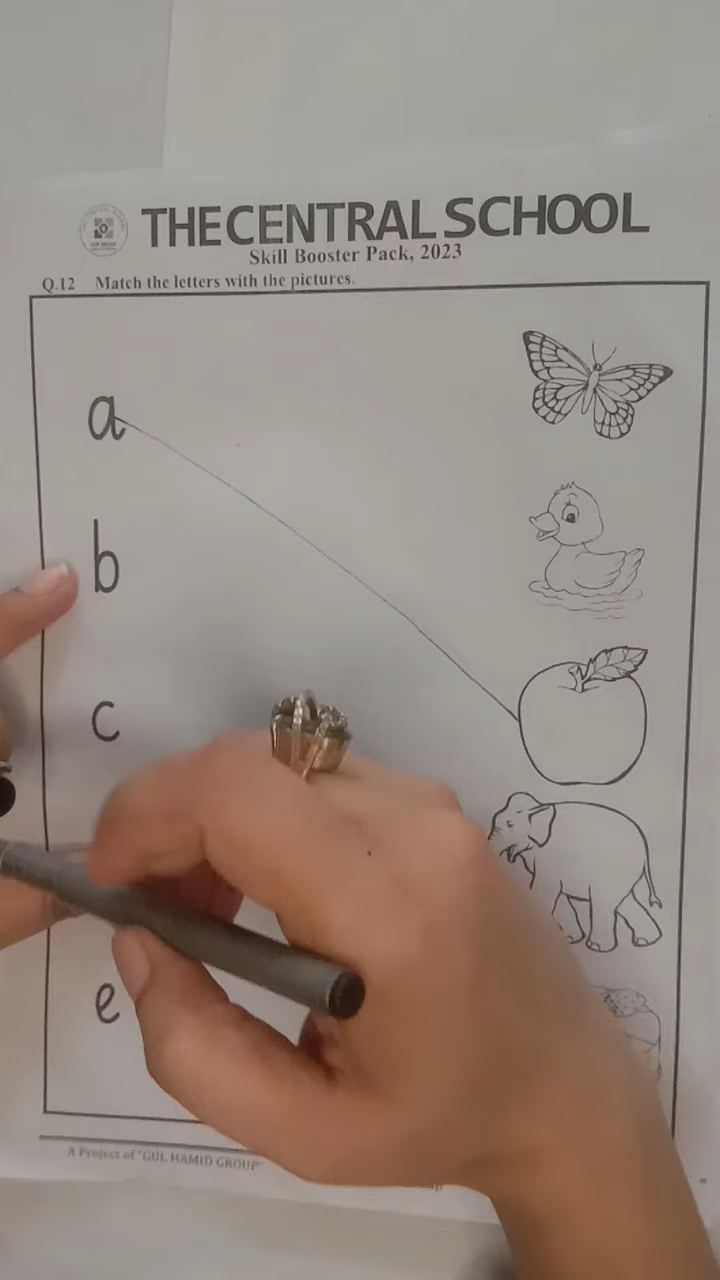 THE CENTRAL SCHOOL
Skill Booster Pack, 2023
Q.12 Match the letters with the pictures.
a
b
c
e
A Project of "GUL HAMID GROUP"